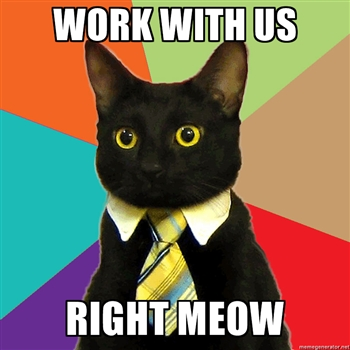 WORK WITH US
RIGHT MEOW
memegenerator.net